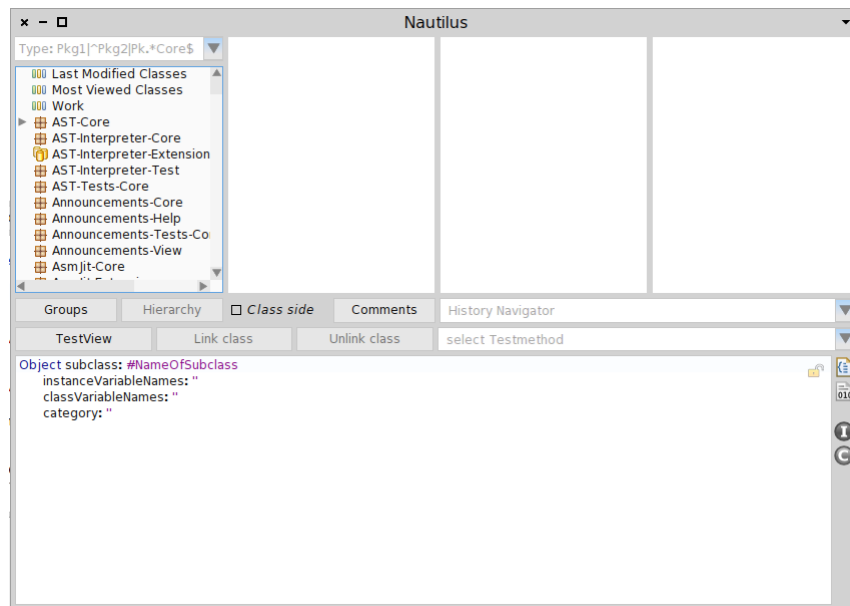 Nautilus
Type: Pkg1|^Pkg2|Pk.*Core$
Last Modified Classes
Most Viewed Classes
Work
AST-Core
AST-Interpreter-Core
AST-Interpreter-Extension
AST-Interpreter-Test
AST-Tests-Core
Announcements-Core
Announcements-Help
Announcements-Tests-Co
Announcements-View
AsmJit-Core
Groups Hierarchy Class side Comments History Navigator
TestView Link class Unlink class select Testmethod
Object subclass: #NameOfSubclass
instanceVariableNames: ''
classVariableNames: ''
category: ''
010
I
C